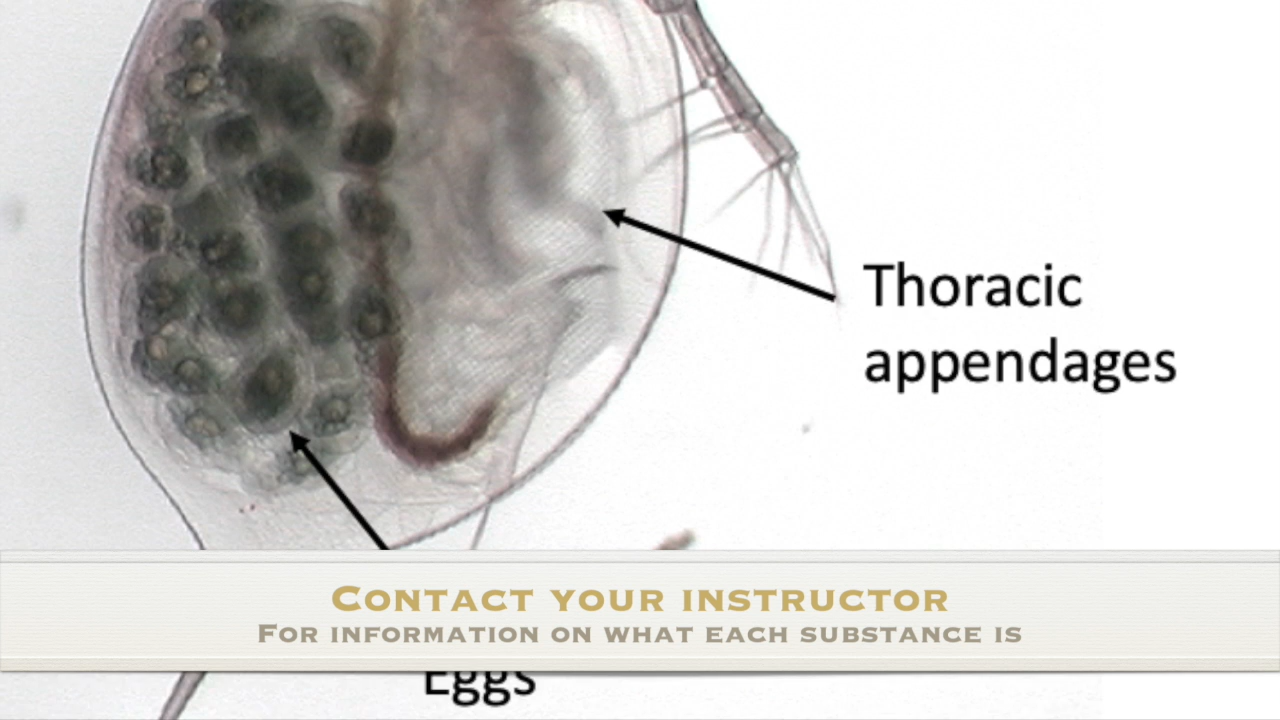 Thoracic
appendages
Contact your instructor
For information on what each substance is
Eggs